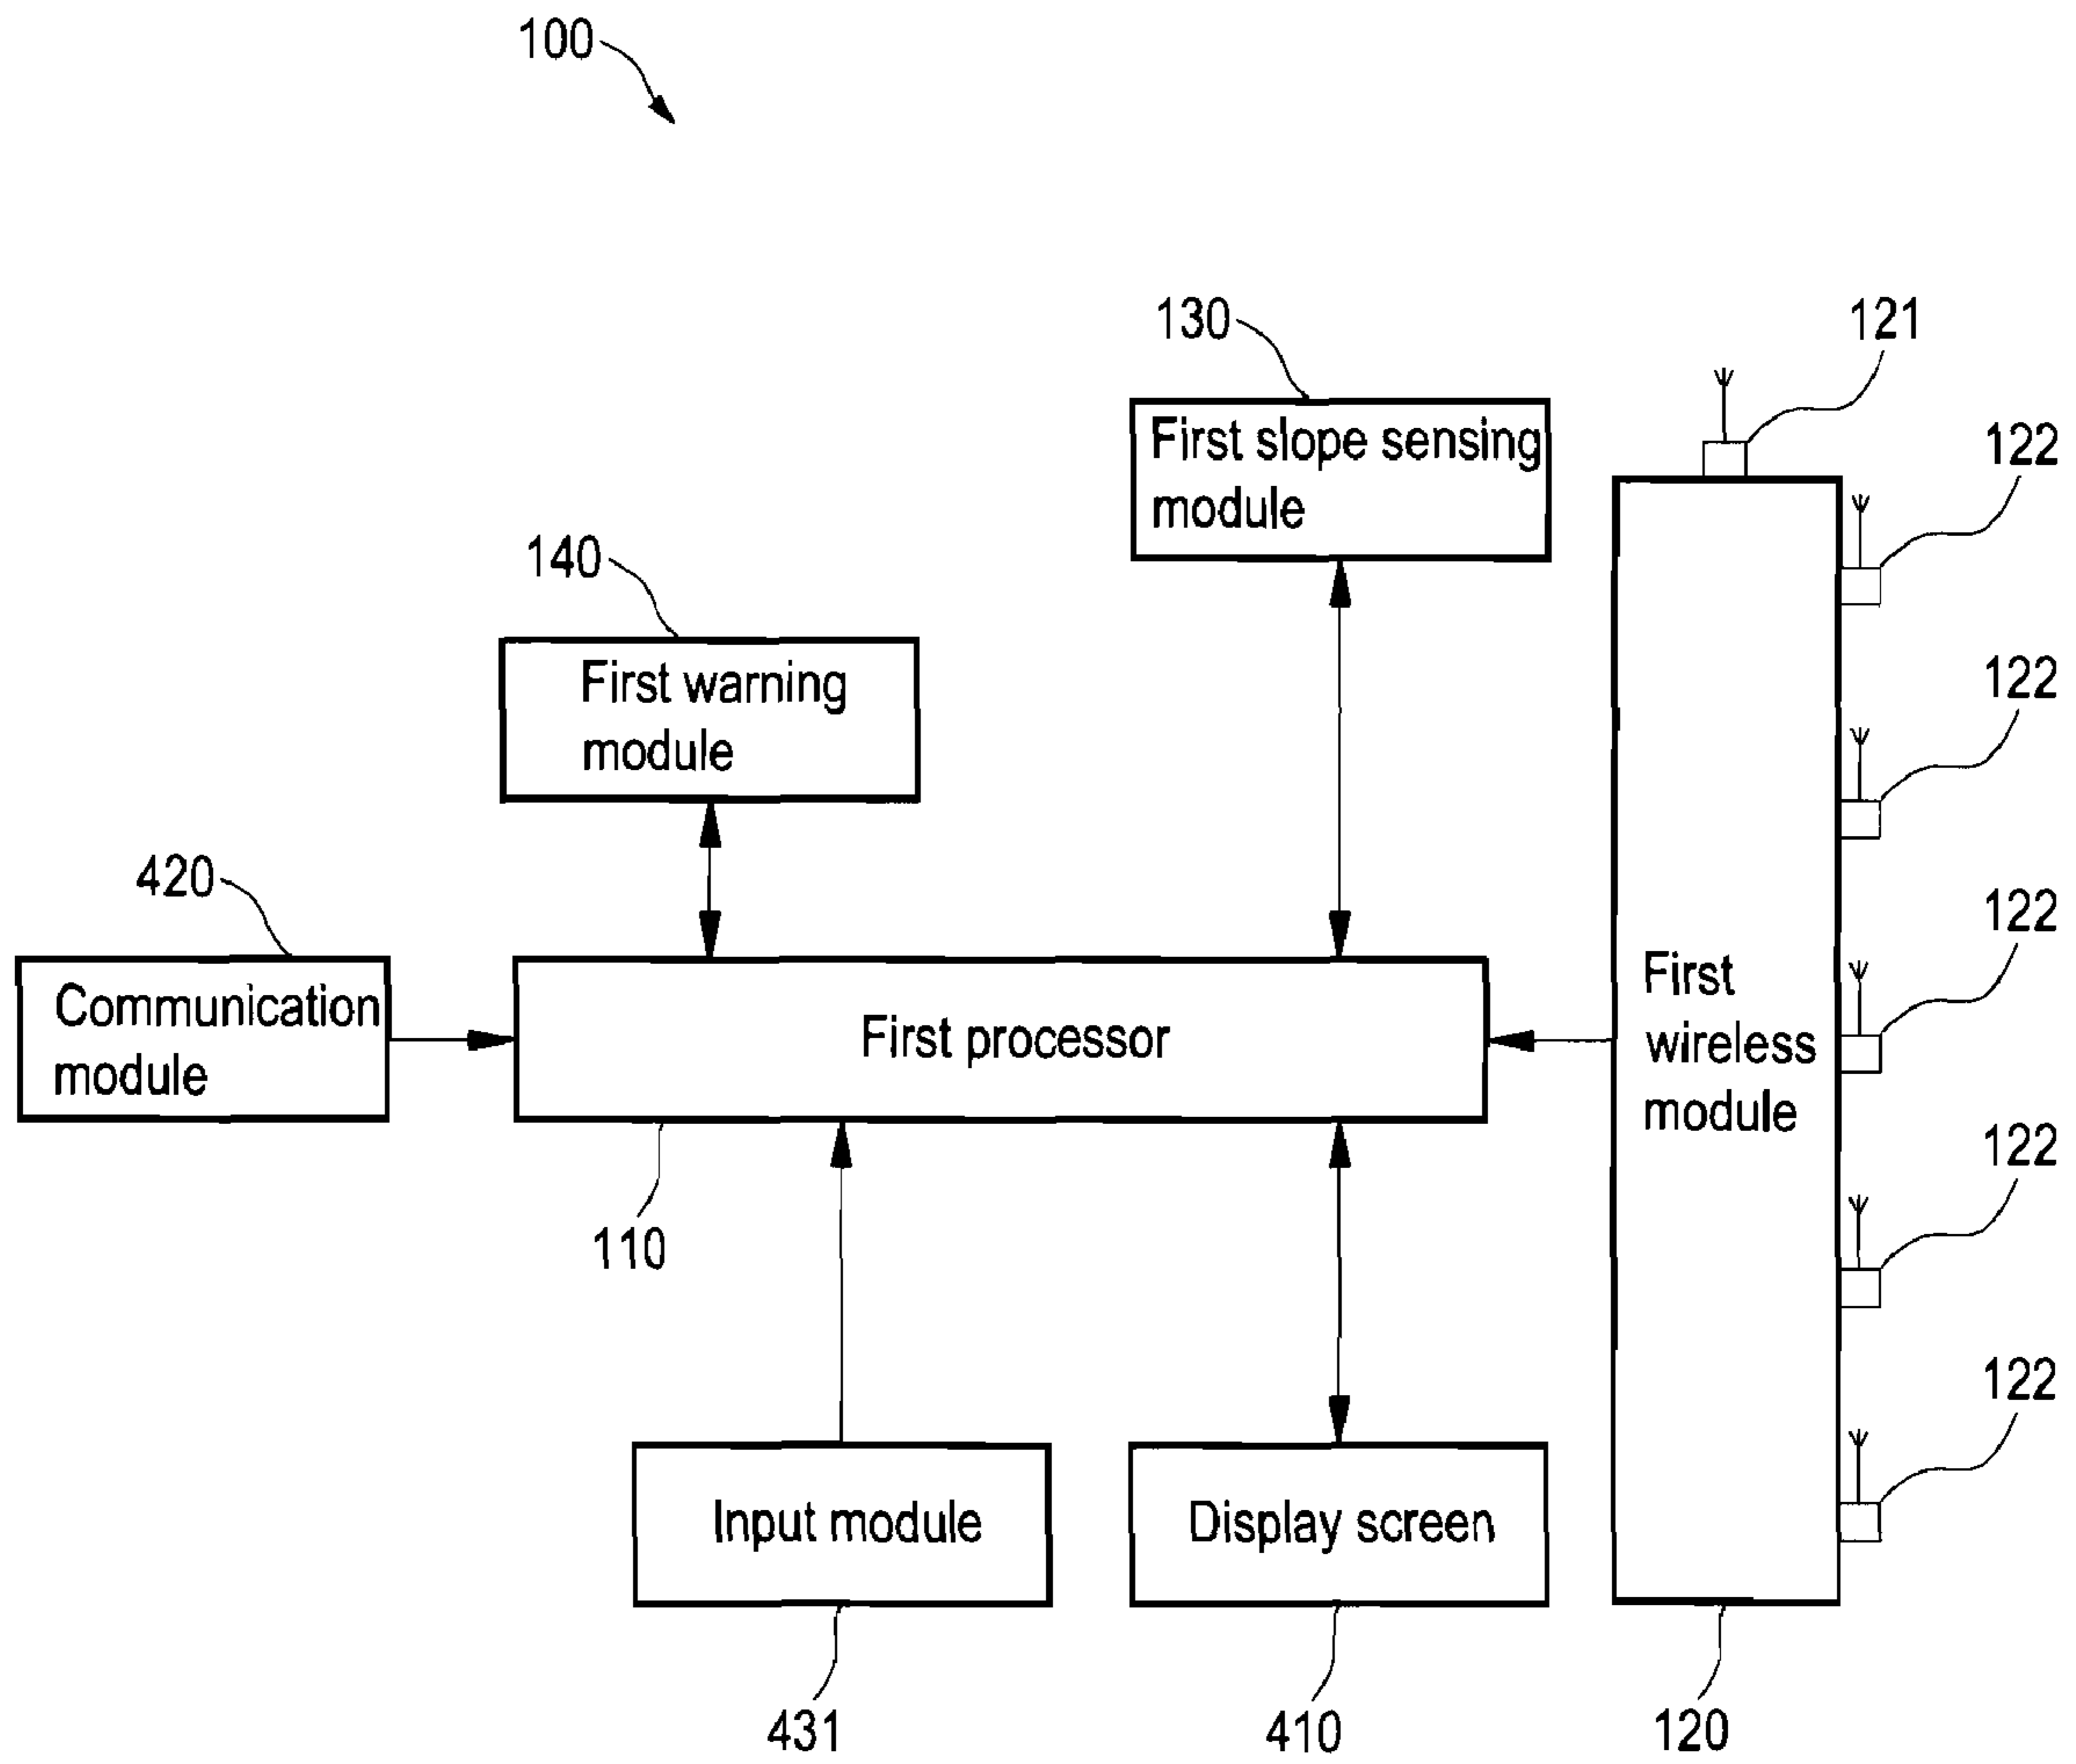 100
130
121
First slope sensing
module
122
140
First warning
module
122
420
122
Communication
module
First processor
First
wireless
module
110
122
122
Input module
Display screen
431
410
120